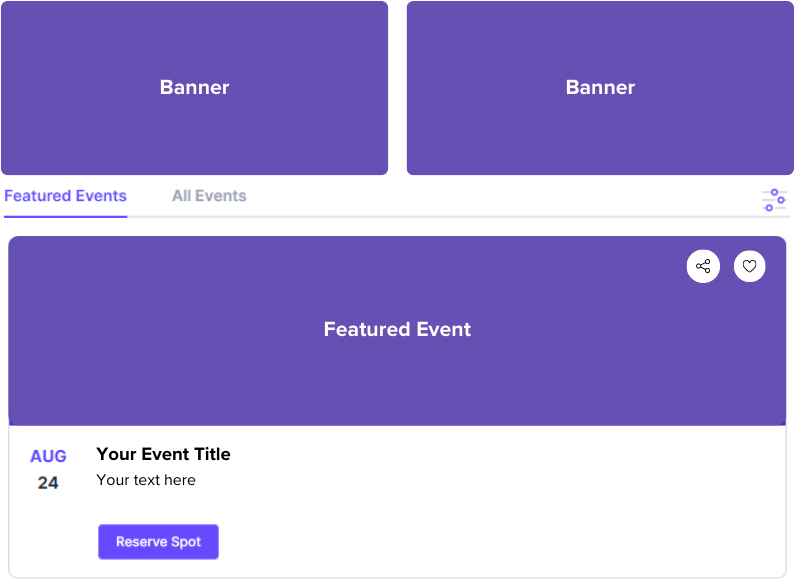 Banner
Banner
Featured Events
All Events
Featured Event
AUG
24
Your Event Title
Your text here
Reserve Spot